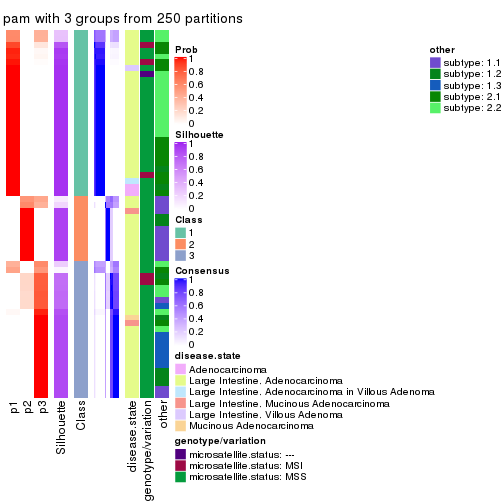 pam with 3 groups from 250 partitions
Prob
1
0.8
0.6
0.4
0.2
0
Silhouette
1
0.8
0.6
0.4
0.2
0
Class
1
2
3
Consensus
1
0.8
0.6
0.4
0.2
0
disease.state
Adenocarcinoma
Large Intestine. Adenocarcinoma
Large Intestine. Adenocarcinoma in Villous Adenoma
Large Intestine. Mucinous Adenocarcinoma
Large Intestine. Villous Adenoma
Mucinous Adenocarcinoma
genotype/variation
microsatellite.status: ---
microsatellite.status: MSI
microsatellite.status: MSS
other
subtype: 1.1
subtype: 1.2
subtype: 1.3
subtype: 2.1
subtype: 2.2
p1
p2
p3
Silhouette
Class
disease.state
genotype/variation
other